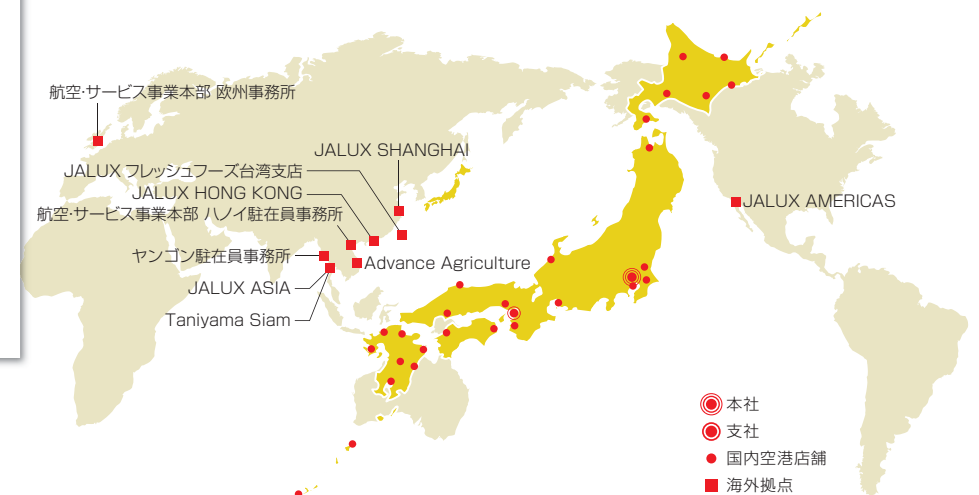 航空・サービス事業本部 欧州事務所
JALUX SHANGHAI
JALUX フレッシュフーズ台湾支店
JALUX HONG KONG
航空・サービス事業本部 ハノイ駐在員事務所
JALUX AMERICAS
ヤンゴン駐在員事務所
Advance Agriculture
JALUX ASIA
Taniyama Siam
本社
支社
国内空港店舗
海外拠点